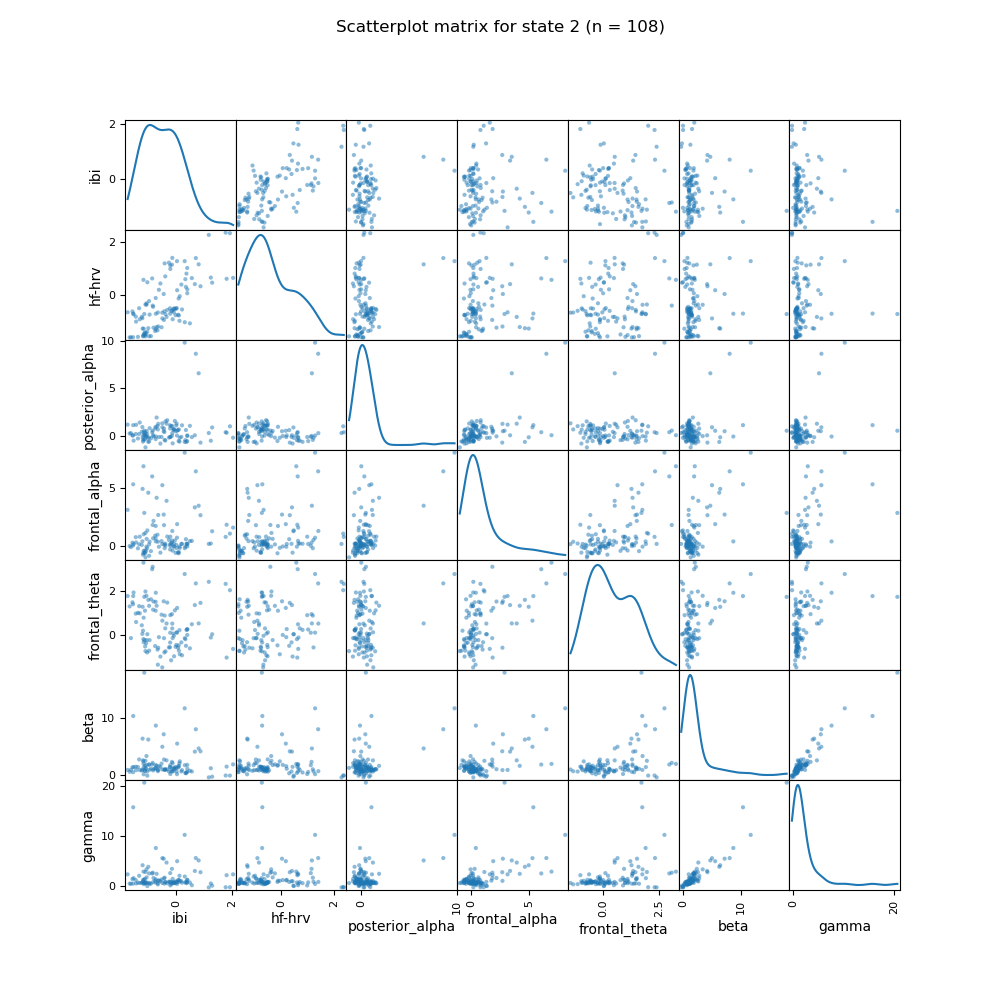 Scatterplot matrix for state 2 (n = 108)
ibi
2
0
hf-hrv
2
0
posterior_alpha
10
5
0
frontal_alpha
5
0
frontal_theta
2
0
beta
10
0
gamma
20
10
0
0 2 0 2 0 10 0 5 0.0 2.5 0 10 0 20
ibi hf-hrv posterior_alpha frontal_alpha frontal_theta beta gamma